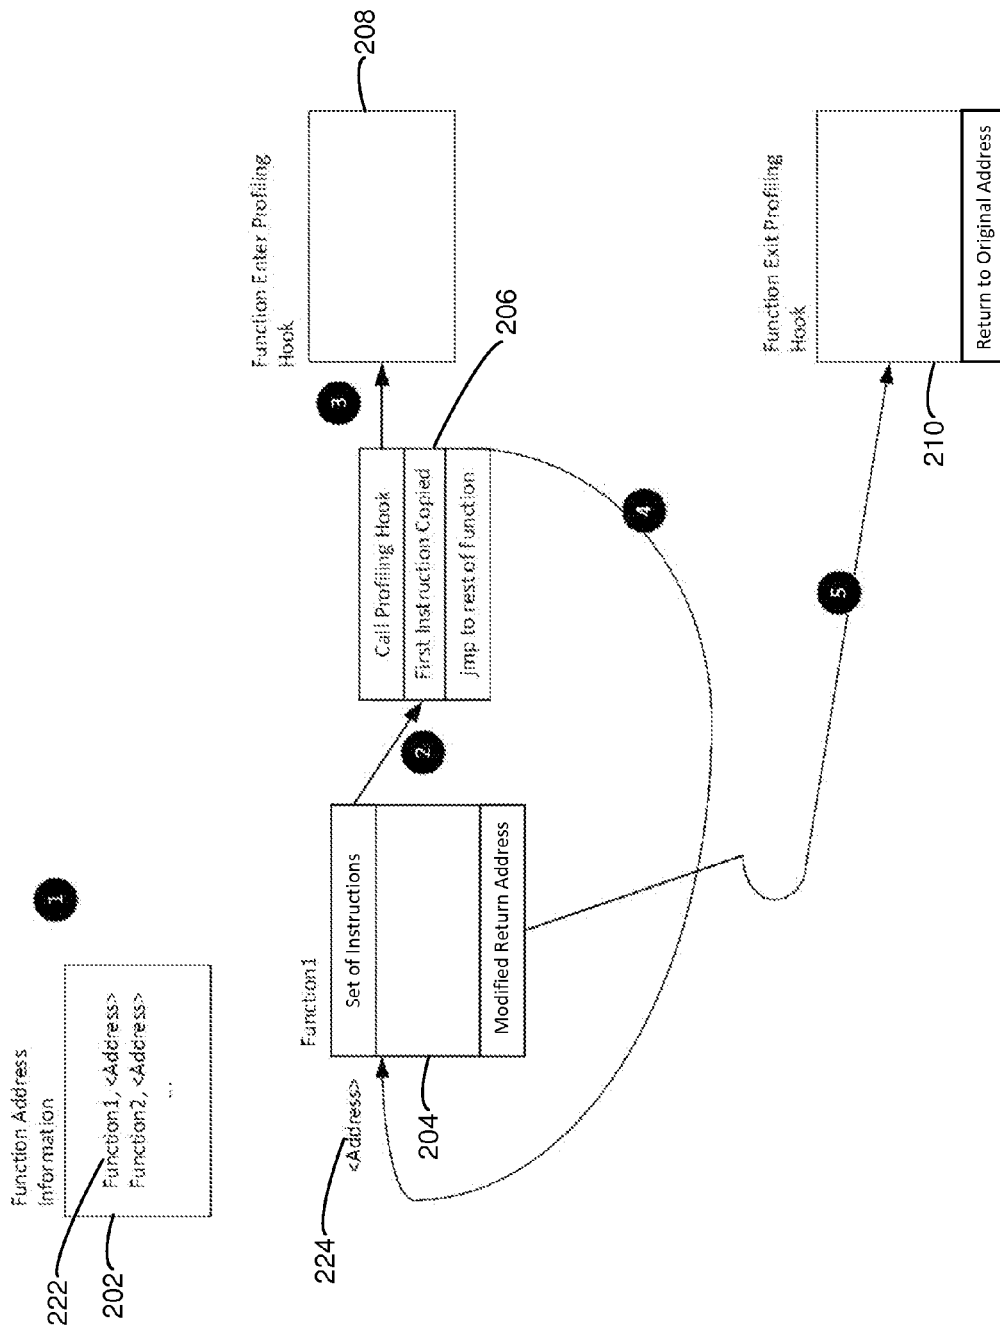 Function Address
Information
1
Function1, <Address>
Function2, <Address>
...
222
202
Function1
<Address>
224
Set of Instructions
Modified Return Address
204
2
Call Profiling Hook
First Instruction Copied
jmp to rest of function
206
3
Function Enter Profiling
Hook
208
4
5
Function Exit Profiling
Hook
Return to Original Address
210